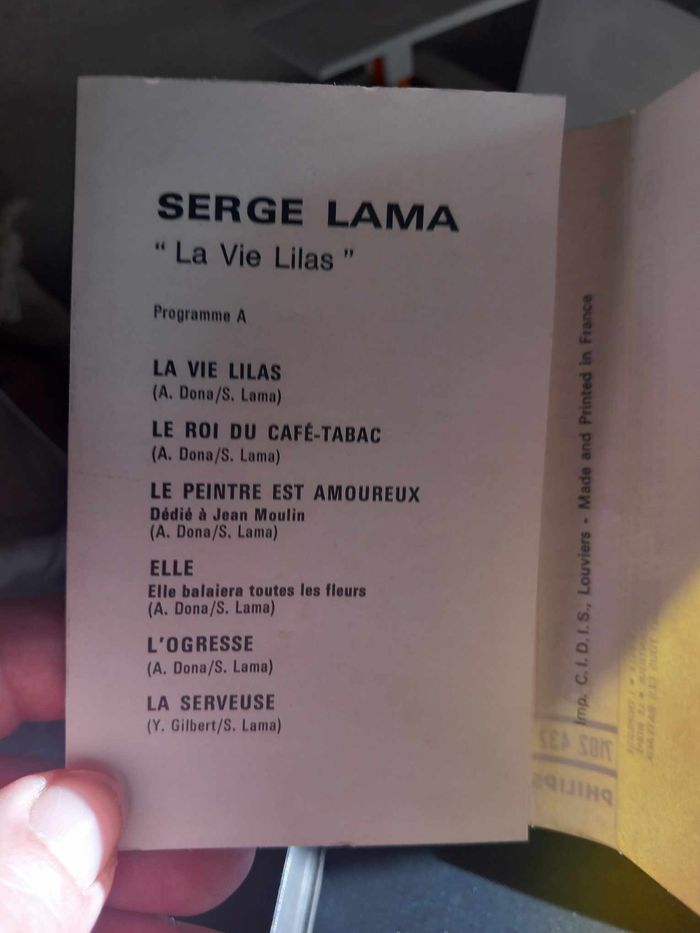 SERGE LAMA
“ La Vie Lilas ”
Programme A
LA VIE LILAS
(A. Dona/S. Lama)
LE ROI DU CAFÉ-TABAC
(A. Dona/S. Lama)
LE PEINTRE EST AMOUREUX
Dédié à Jean Moulin
(A. Dona/S. Lama)
ELLE
Elle balaiera toutes les fleurs
(A. Dona/S. Lama)
L'OGRESSE
(A. Dona/S. Lama)
LA SERVEUSE
(Y. Gilbert/S. Lama)
Imp. C.I.D.I.S., Louviers - Made and Printed in France
7102 432
PHILIPS